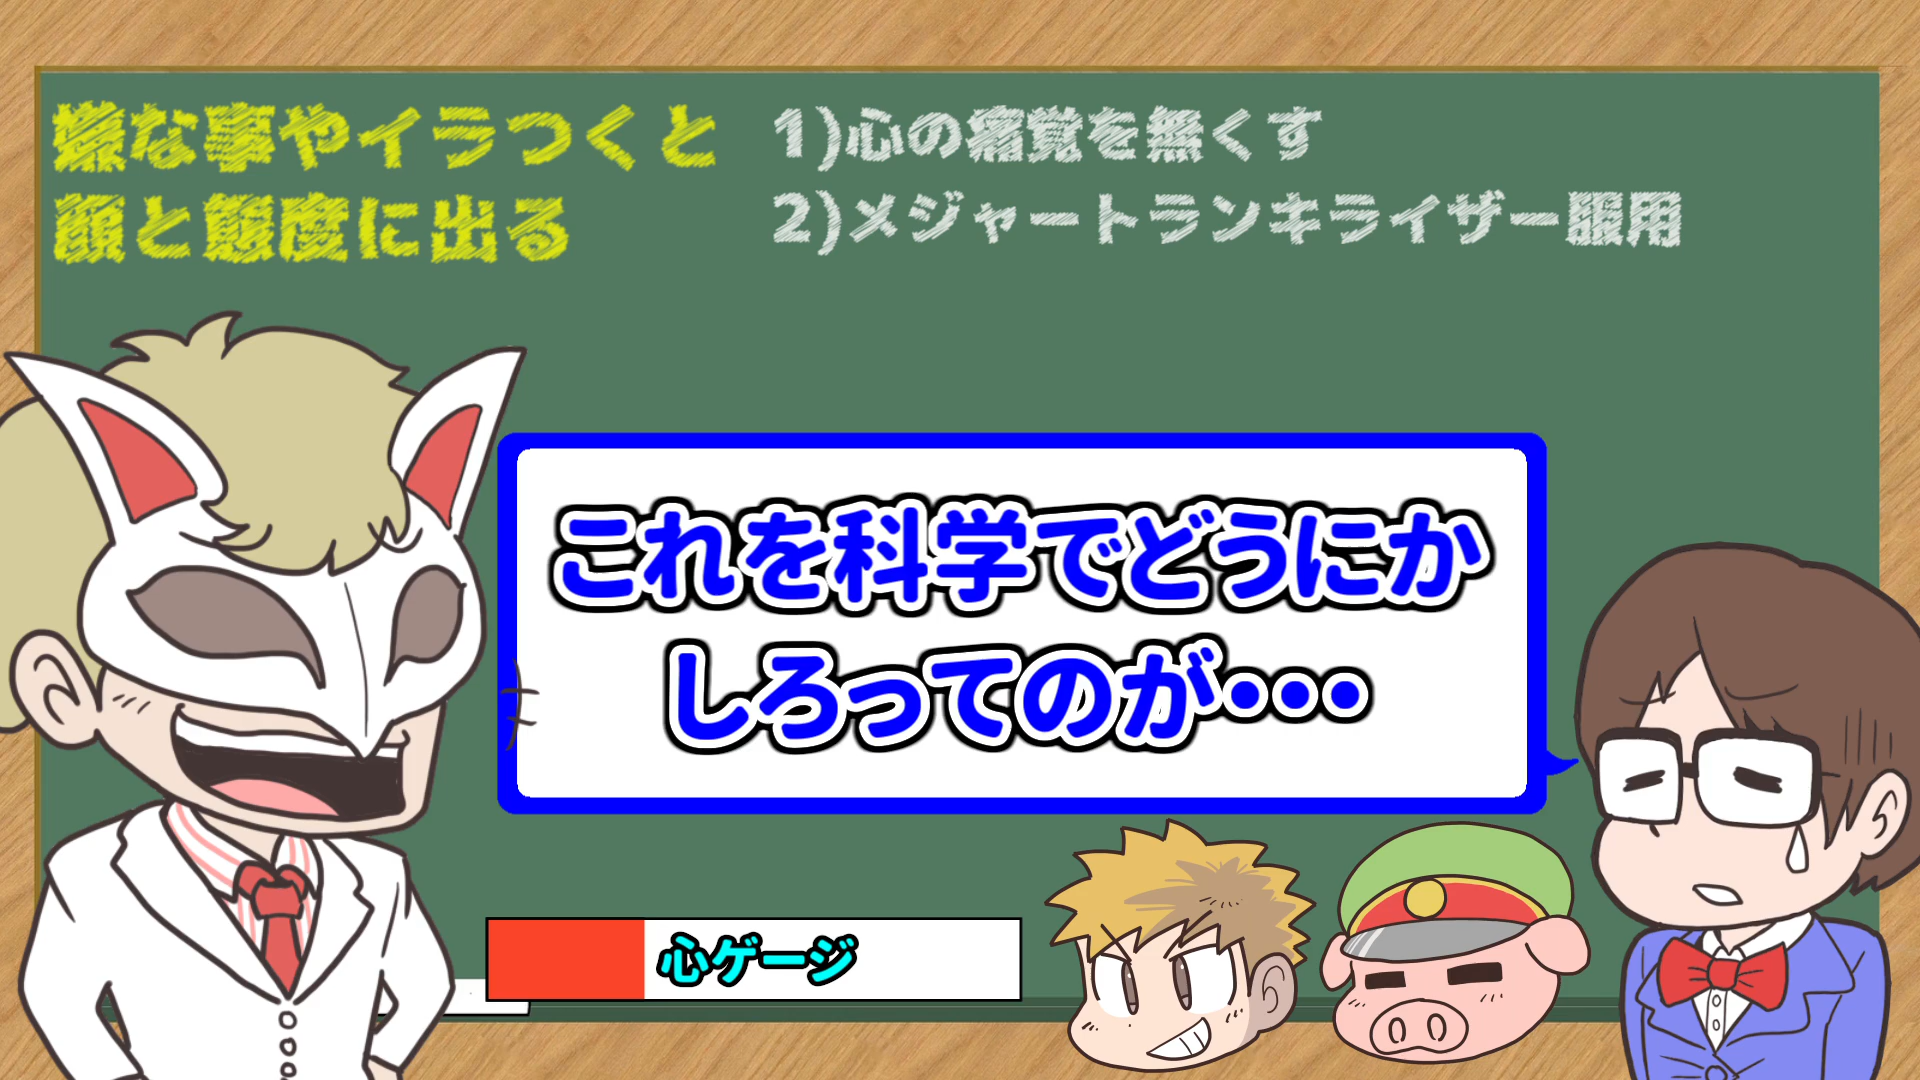 嫌な事やイラつくと
顔と態度に出る
1)心の痛覚を無くす
2)メジャートランキライザー服用
これを科学でどうにか
しろってのが・・・
心ゲージ